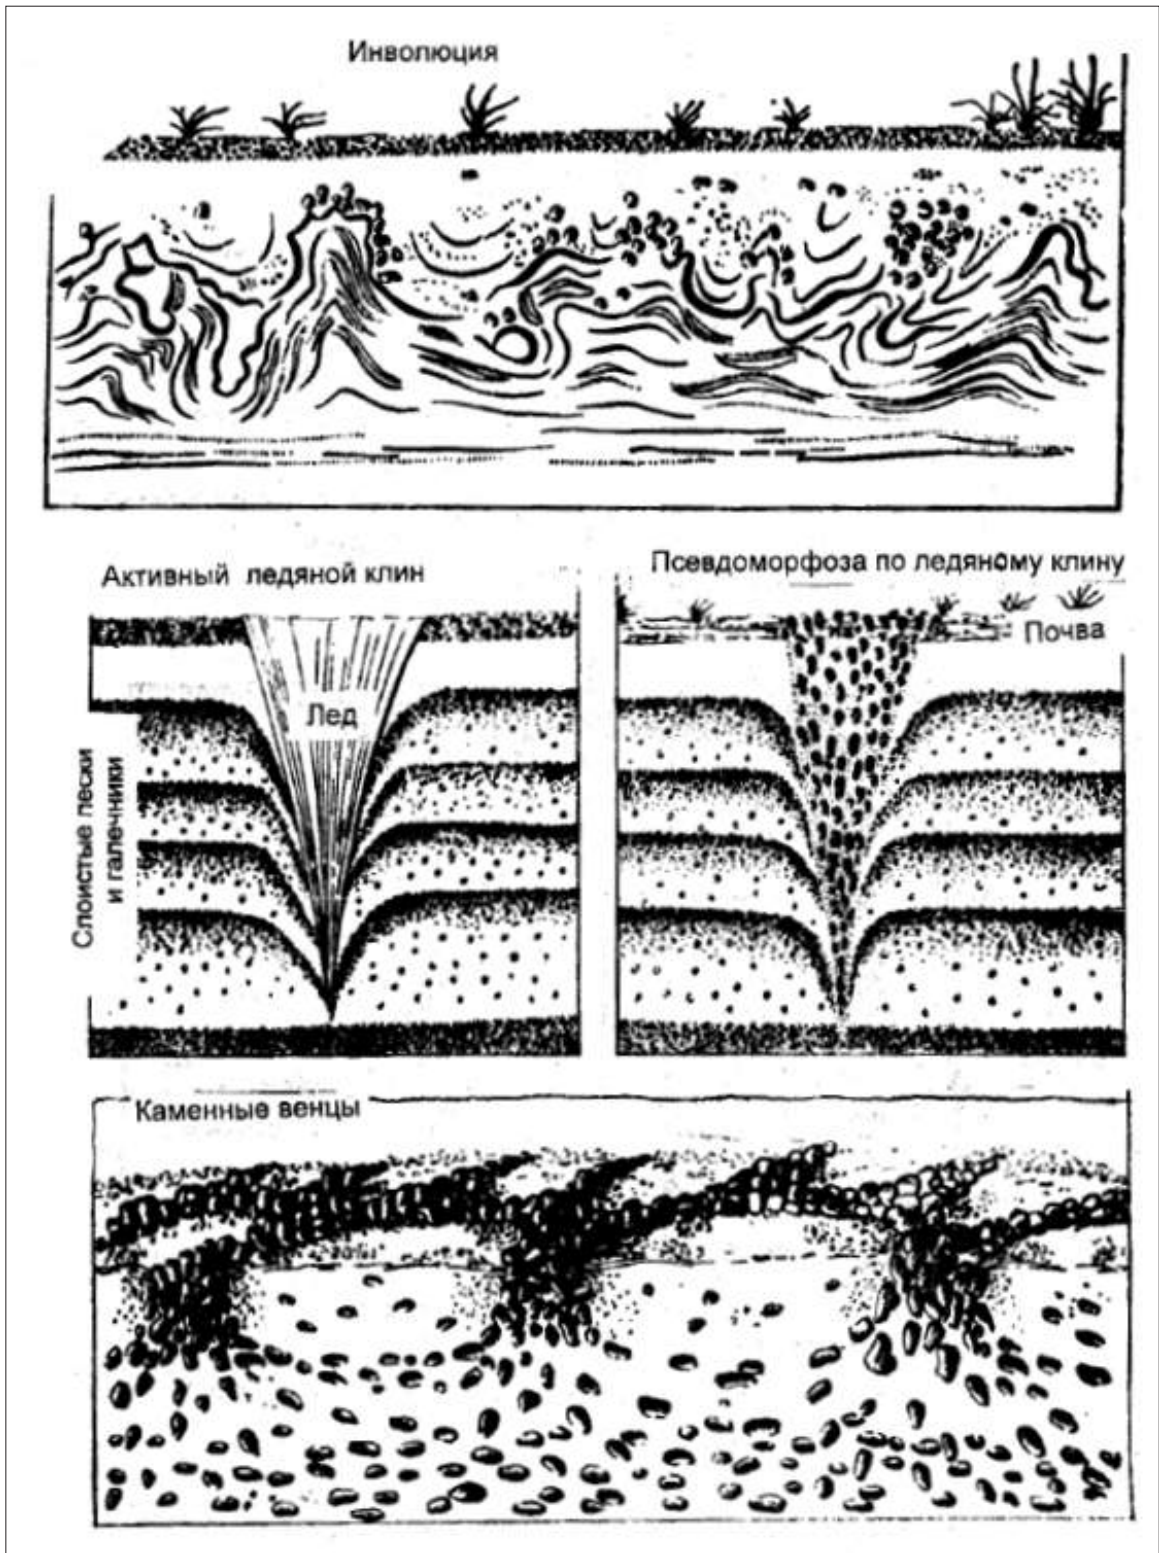 Инволюция
Активный ледяной клин
Псевдоморфоза по ледяному клину
Почва
Лед
Слоистые пески
и галечники
Каменные венцы